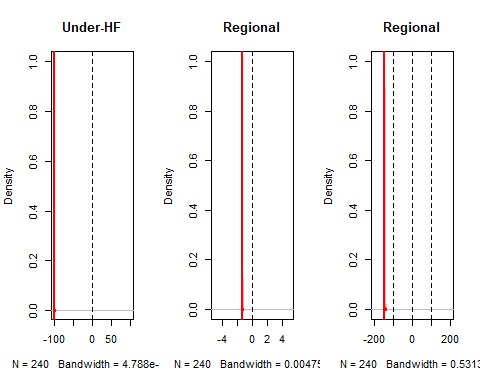 Under-HF Regional Regional
Density Density Density
1.0 1.0 1.0
0.8 0.8 0.8
0.6 0.6 0.6
0.4 0.4 0.4
0.2 0.2 0.2
0.0 0.0 0.0
-100 0 50 -4 0 2 4 -200 0 200
N = 240 Bandwidth = 4.788e- N = 240 Bandwidth = 0.00475 N = 240 Bandwidth = 0.5313